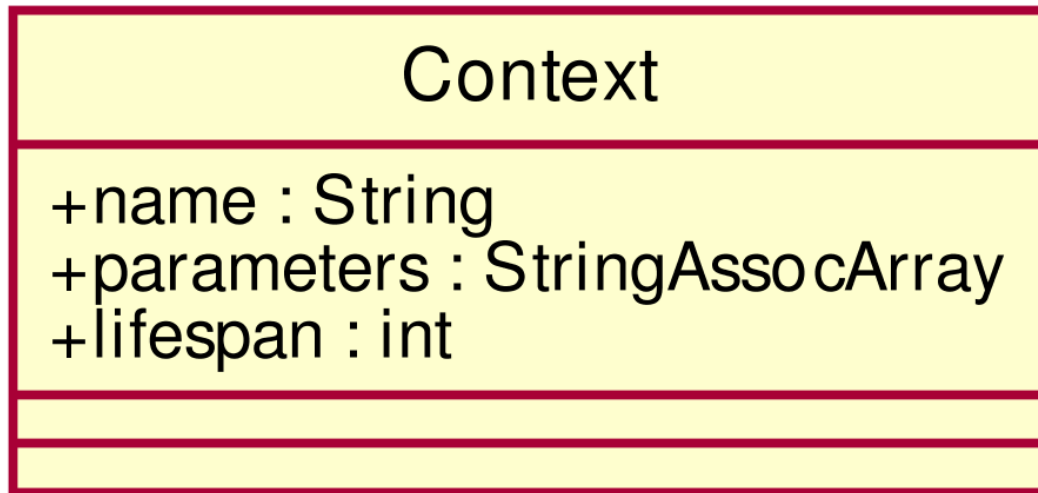 Context
+name : String
+parameters : StringAssocArray
+lifespan : int